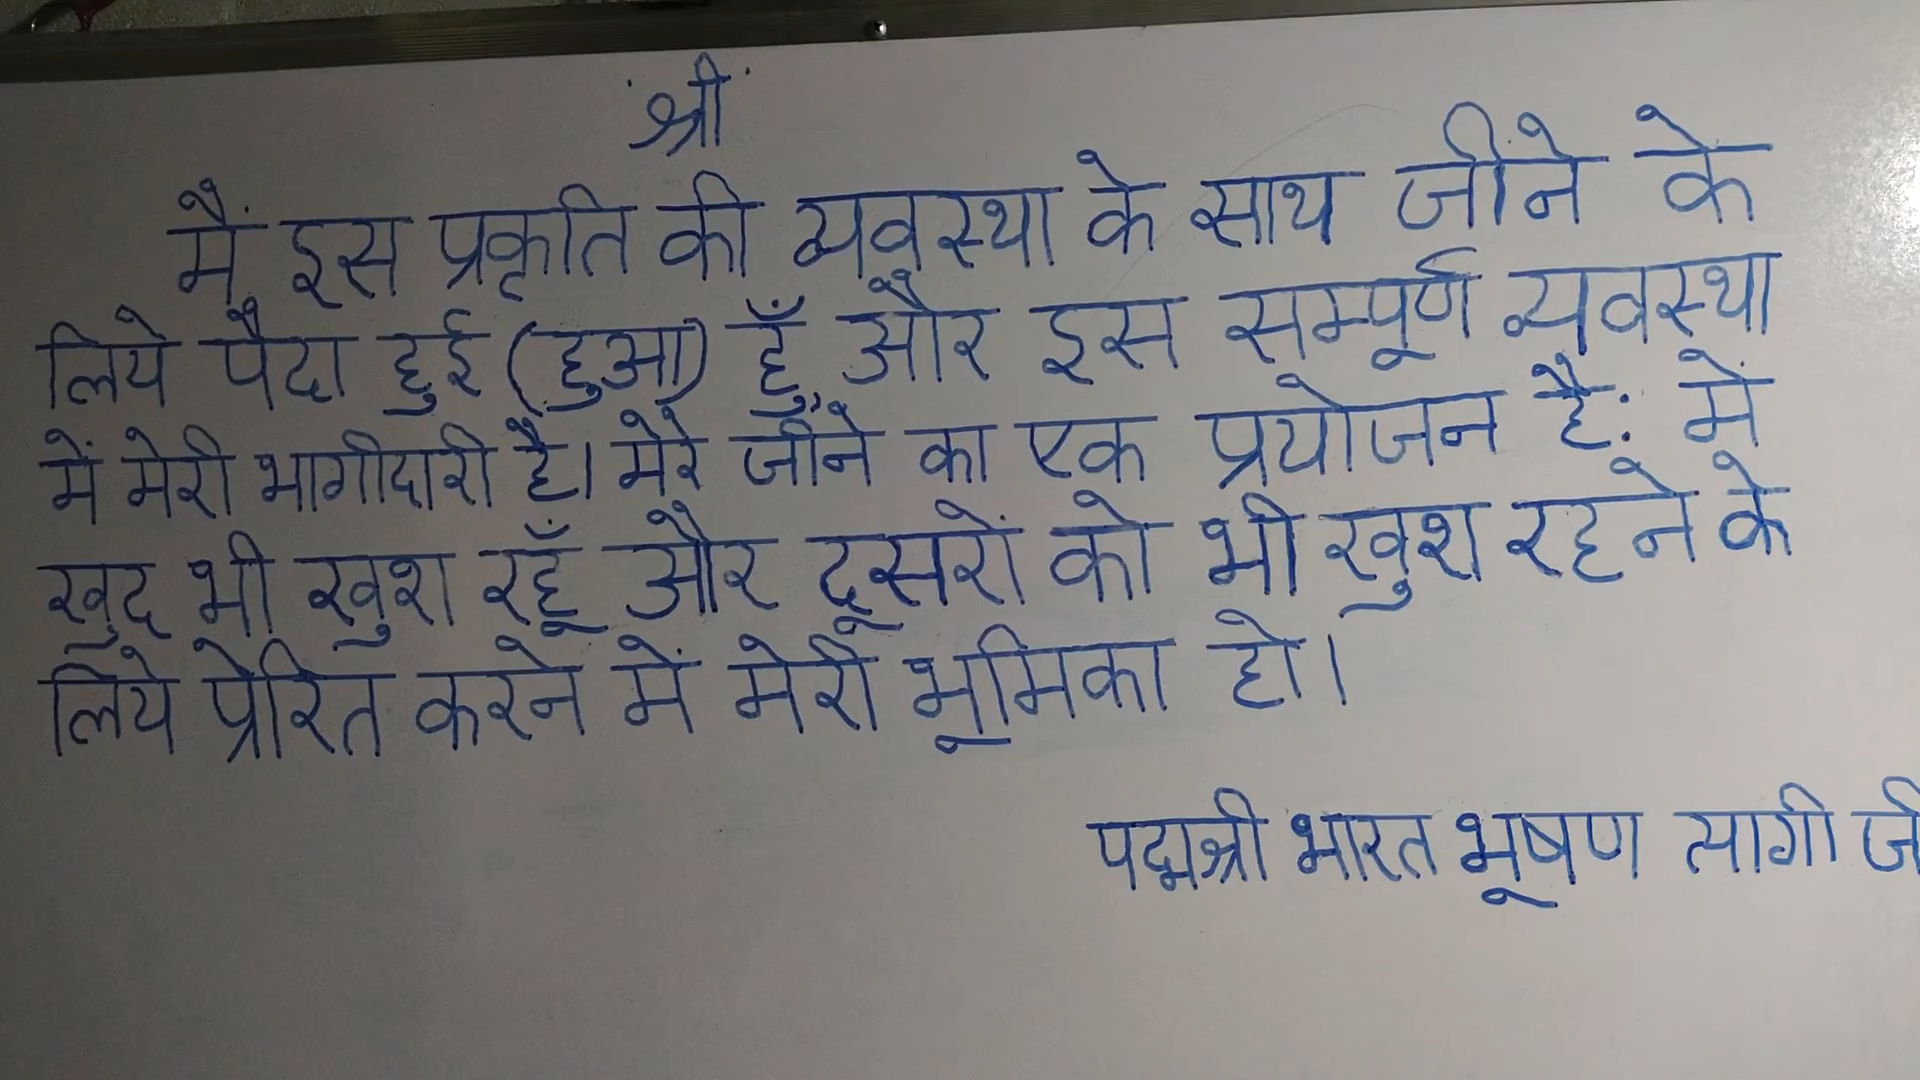 श्री
मैं इस प्रकृति की व्यवस्था के साथ जीने के
लिये पैदा हुई (हुआ) हूँ और इस सम्पूर्ण व्यवस्था
में मेरी भागीदारी है। मेरे जीने का एक प्रयोजन है: में
खुद भी खुश रहूँ और दूसरों को भी खुश रहने के
लिये प्रेरित करने में मेरी भूमिका हो।
पद्मश्री भारत भूषण त्यागी जी